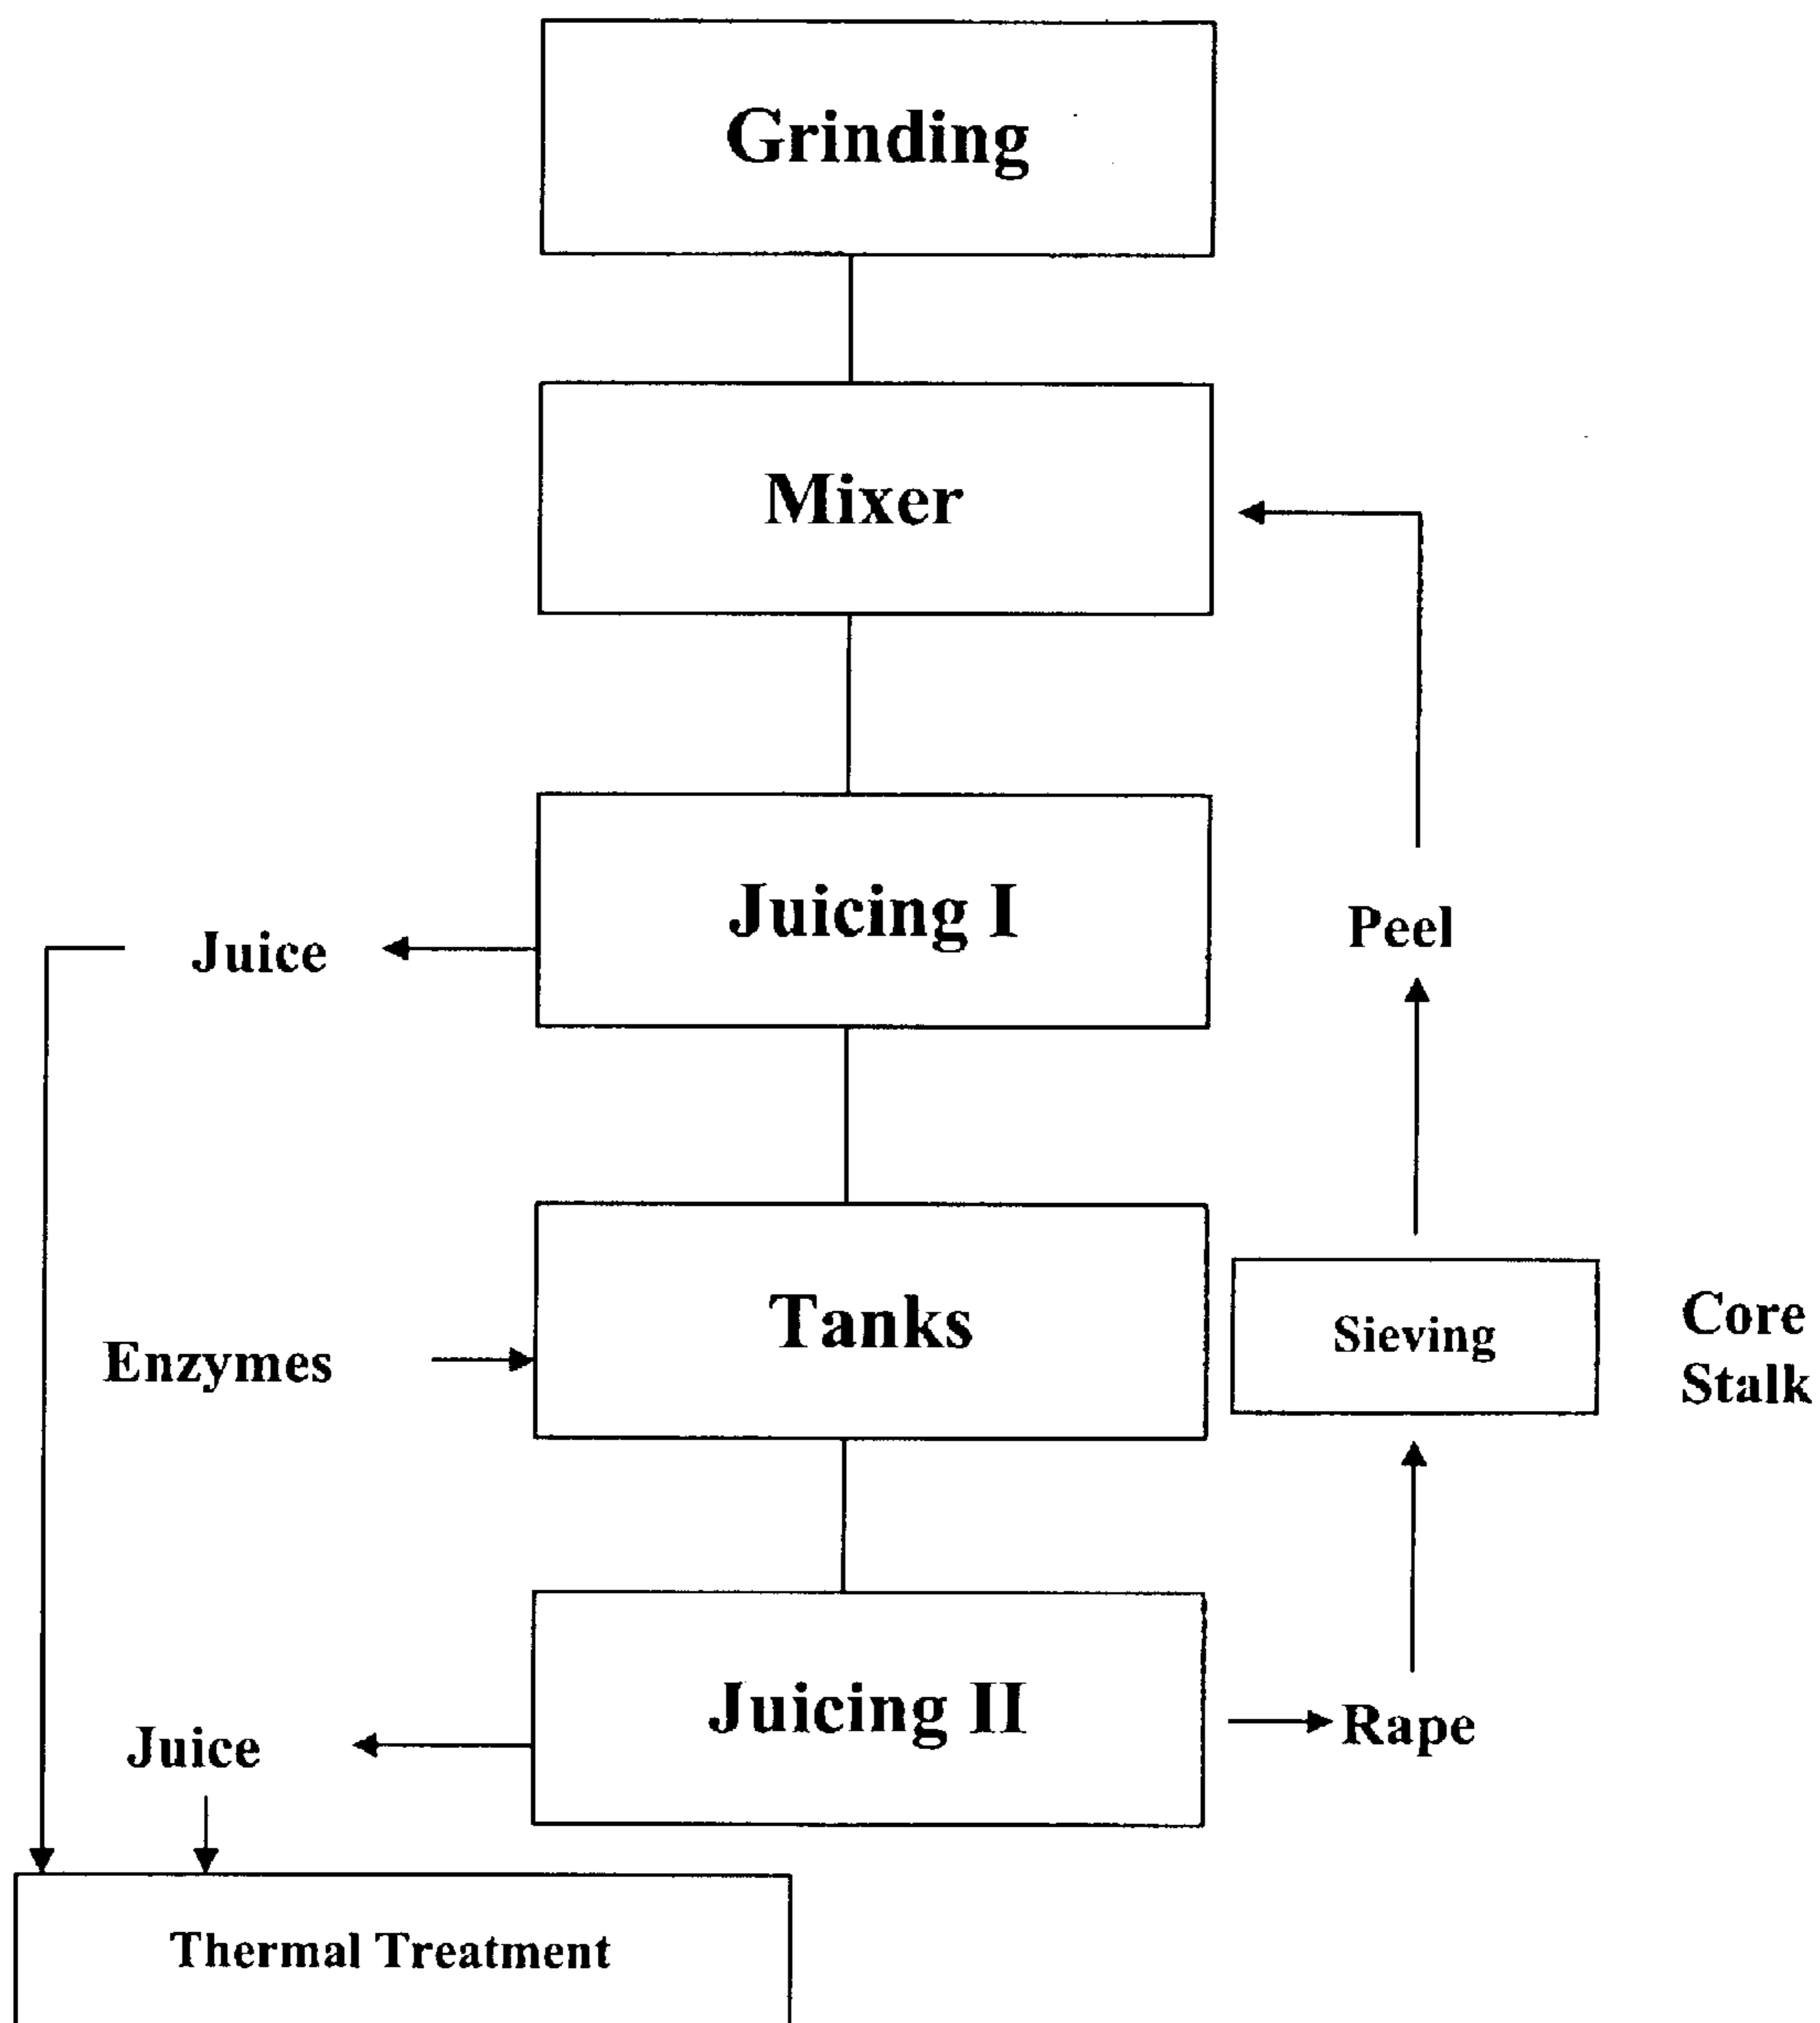 Grinding
Mixer
Juicing I
Juice
Peel
Tanks
Enzymes
Sieving
Core
Stalk
Juicing II
Juice
Rape
Thermal Treatment